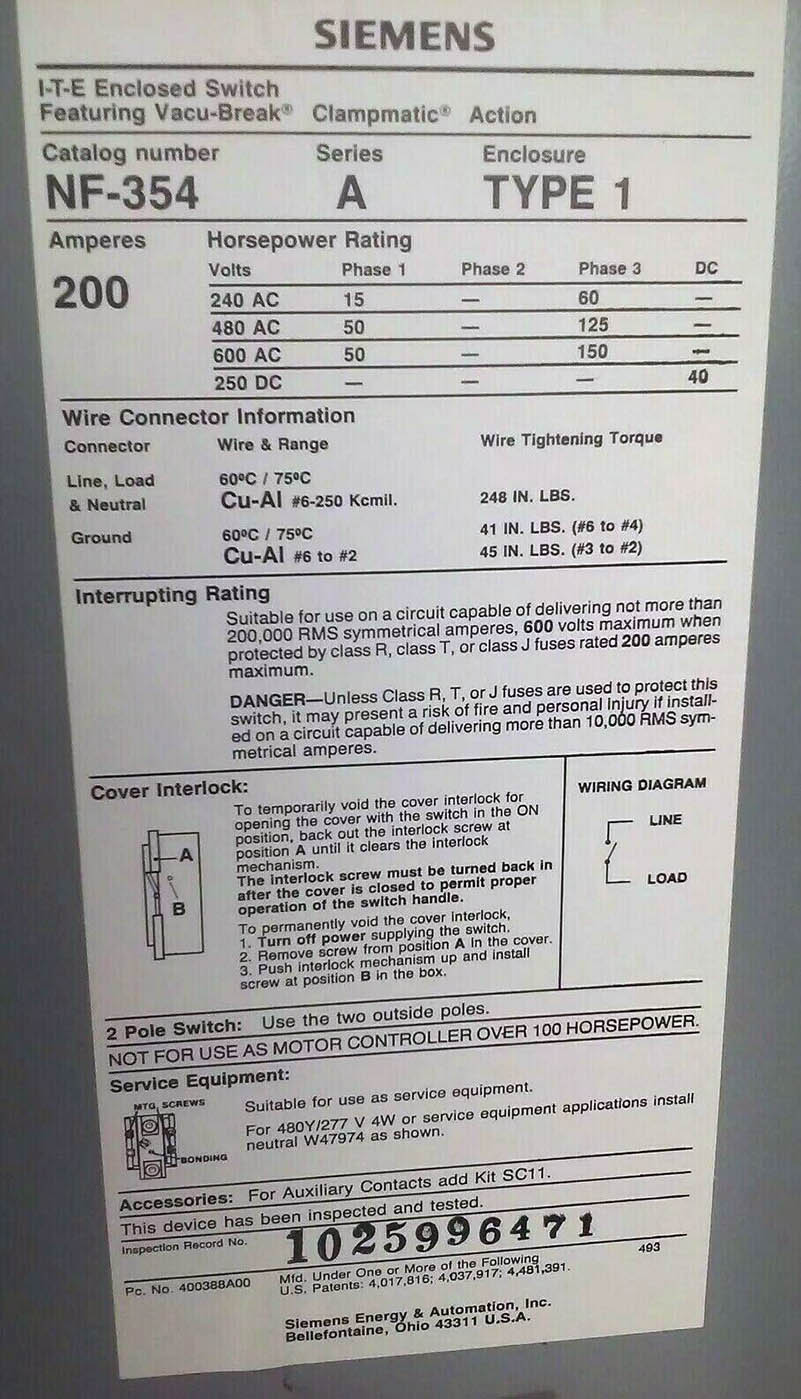 SIEMENS
I-T-E Enclosed Switch
Featuring Vacu-Break® Clampmatic® Action
Catalog number Series Enclosure
NF-354 A TYPE 1
Amperes Horsepower Rating
Volts Phase 1 Phase 2 Phase 3 DC
200
240 AC 15 — 60 —
480 AC 50 — 125 —
600 AC 50 — 150 —
250 DC — — — 40
Wire Connector Information
Connector Wire & Range Wire Tightening Torque
Line, Load 60ºC / 75ºC
& Neutral Cu-Al #6-250 Kcmil. 248 IN. LBS.
Ground 60ºC / 75ºC 41 IN. LBS. (#6 to #4)
Cu-Al #6 to #2 45 IN. LBS. (#3 to #2)
Interrupting Rating
Suitable for use on a circuit capable of delivering not more than
200,000 RMS symmetrical amperes, 600 volts maximum when
protected by class R, class T, or class J fuses rated 200 amperes
maximum.
DANGER—Unless Class R, T, or J fuses are used to protect this
switch, it may present a risk of fire and personal injury if install-
ed on a circuit capable of delivering more than 10,000 RMS sym-
metrical amperes.
Cover Interlock:
To temporarily void the cover interlock for
opening the cover with the switch in the ON
position, back out the interlock screw at
position A until it clears the interlock
mechanism.
The interlock screw must be turned back in
after the cover is closed to permit proper
operation of the switch handle.
To permanently void the cover interlock,
1. Turn off power supplying the switch.
2. Remove screw from position A in the cover.
3. Push interlock mechanism up and install
screw at position B in the box.
A
B
WIRING DIAGRAM
LINE
LOAD
2 Pole Switch: Use the two outside poles.
NOT FOR USE AS MOTOR CONTROLLER OVER 100 HORSEPOWER.
Service Equipment:
MTG. SCREWS
BONDING
Suitable for use as service equipment.
For 480Y/277 V 4W or service equipment applications install
neutral W47974 as shown.
Accessories: For Auxiliary Contacts add Kit SC11.
This device has been inspected and tested.
Inspection Record No. 1025996471
493
Pc. No. 400388A00
Mfd. Under One or More of the Following
U.S. Patents: 4,017,816; 4,037,917; 4,481,391.
Siemens Energy & Automation, Inc.
Bellefontaine, Ohio 43311 U.S.A.